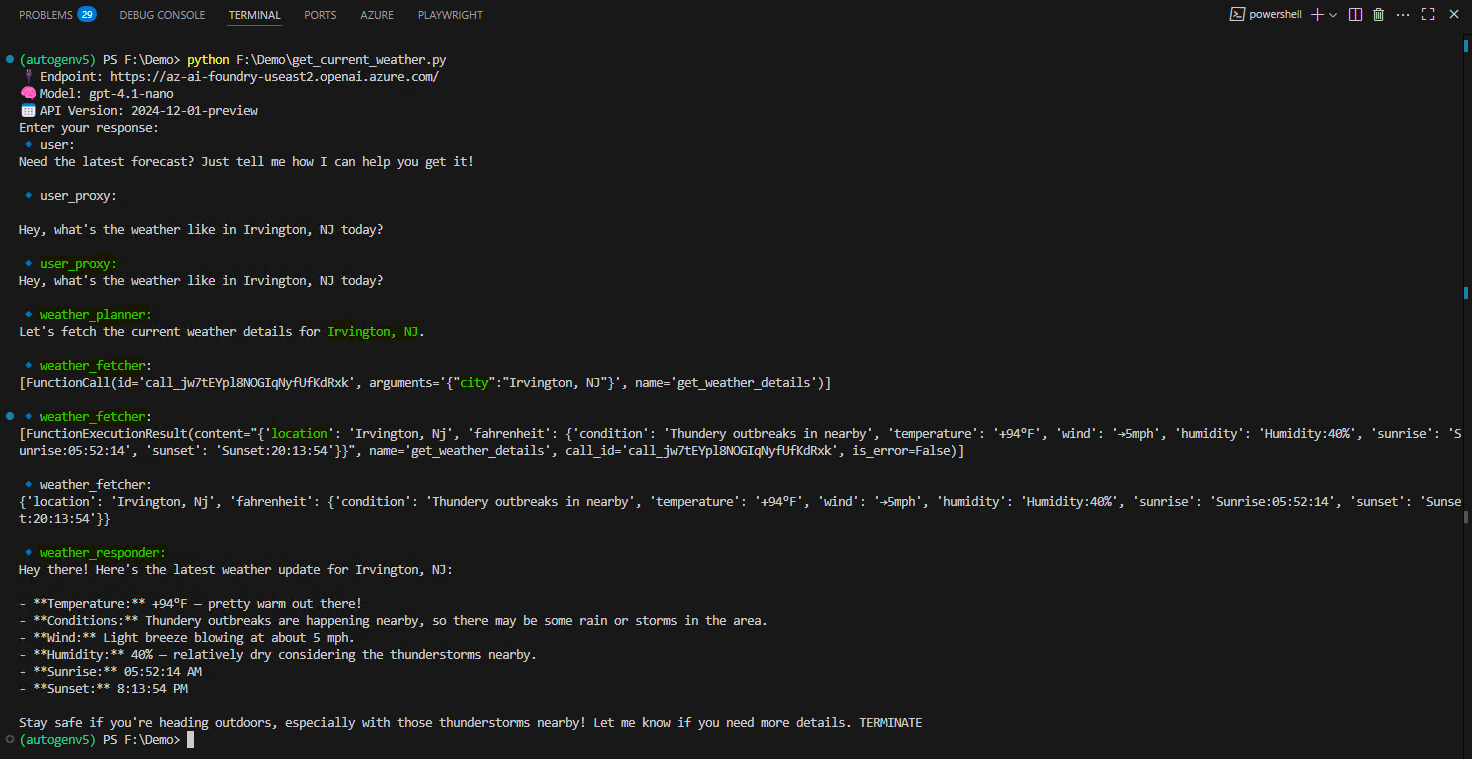 PROBLEMS 29 DEBUG CONSOLE TERMINAL PORTS AZURE PLAYWRIGHT powershell
(autogenv5) PS F:\Demo> python F:\Demo\get_current_weather.py
Endpoint: https://az-ai-foundry-useast2.openai.azure.com/
Model: gpt-4.1-nano
API Version: 2024-12-01-preview
Enter your response:
user:
Need the latest forecast? Just tell me how I can help you get it!
user_proxy:
Hey, what's the weather like in Irvington, NJ today?
user_proxy:
Hey, what's the weather like in Irvington, NJ today?
weather_planner:
Let's fetch the current weather details for Irvington, NJ.
weather_fetcher:
[FunctionCall(id='call_jw7tEYpl8NOGIqNyfUfKdRxk', arguments='{"city":"Irvington, NJ"}', name='get_weather_details')]
weather_fetcher:
[FunctionExecutionResult(content="{'location': 'Irvington, Nj', 'fahrenheit': {'condition': 'Thundery outbreaks in nearby', 'temperature': '+94°F', 'wind': '→5mph', 'humidity': 'Humidity:40%', 'sunrise': 'S
unrise:05:52:14', 'sunset': 'Sunset:20:13:54'}}", name='get_weather_details', call_id='call_jw7tEYpl8NOGIqNyfUfKdRxk', is_error=False)]
weather_fetcher:
{'location': 'Irvington, Nj', 'fahrenheit': {'condition': 'Thundery outbreaks in nearby', 'temperature': '+94°F', 'wind': '→5mph', 'humidity': 'Humidity:40%', 'sunrise': 'Sunrise:05:52:14', 'sunset': 'Sunse
t:20:13:54'}}
weather_responder:
Hey there! Here's the latest weather update for Irvington, NJ:
- **Temperature:** +94°F — pretty warm out there!
- **Conditions:** Thundery outbreaks are happening nearby, so there may be some rain or storms in the area.
- **Wind:** Light breeze blowing at about 5 mph.
- **Humidity:** 40% — relatively dry considering the thunderstorms nearby.
- **Sunrise:** 05:52:14 AM
- **Sunset:** 8:13:54 PM
Stay safe if you're heading outdoors, especially with those thunderstorms nearby! Let me know if you need more details. TERMINATE
(autogenv5) PS F:\Demo>